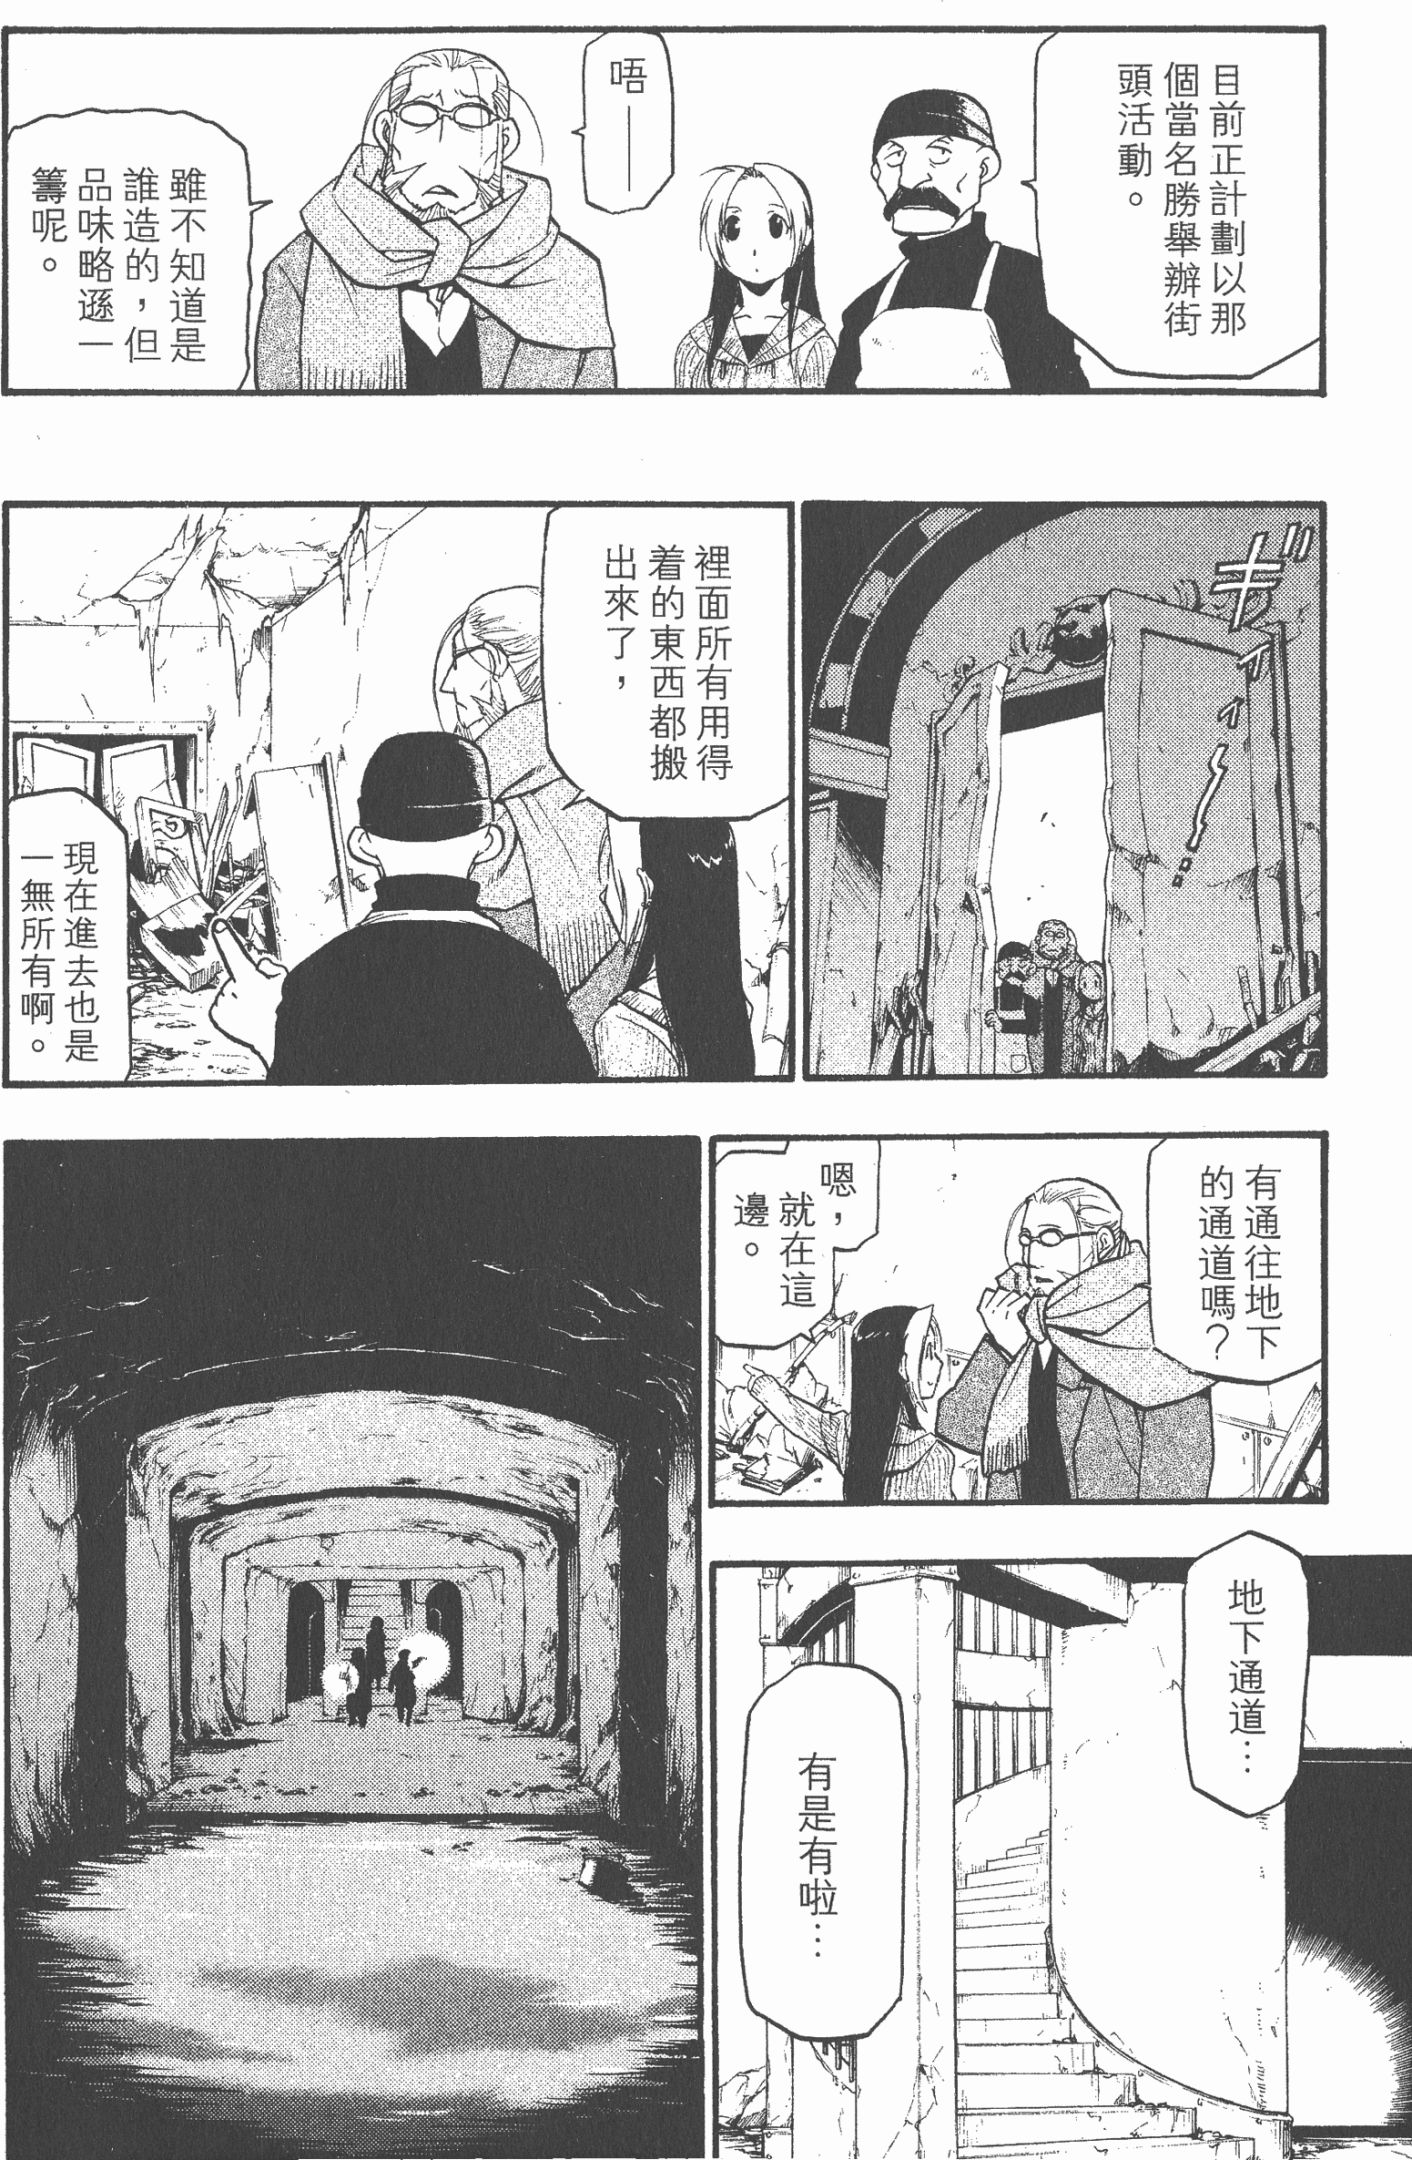 目前正計劃以那
個當名勝舉辦街
頭活動。
唔——
雖不知道是
誰造的，但
品味略遜一
籌呢。
ギィィ…
裡面所有用得
着的東西都搬
出來了，
現在進去也是
一無所有啊。
有通往地下
的通道嗎？
嗯，
就在這
邊。
地下通道…
有是有啦…